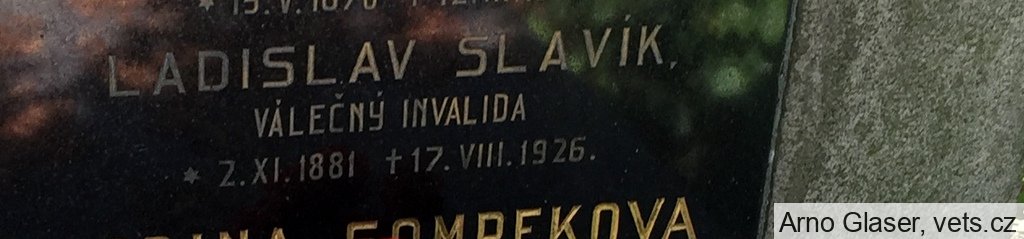 LADISLAV SLAVÍK,
VÁLEČNÝ INVALIDA
* 2. XI. 1881 † 17. VIII. 1926.
Arno Glaser, vets.cz